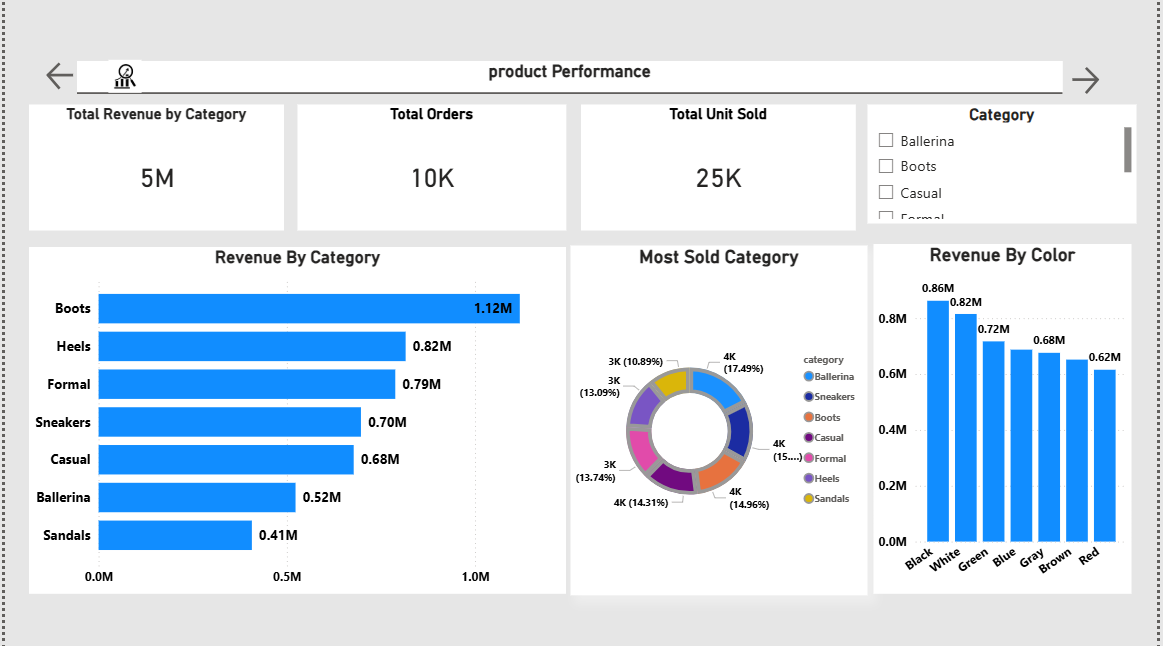 product Performance
Total Revenue by Category
5M
Total Orders
10K
Total Unit Sold
25K
Category
Ballerina
Boots
Casual
Formal
Revenue By Category
Boots
1.12M
Heels
0.82M
Formal
0.79M
Sneakers
0.70M
Casual
0.68M
Ballerina
0.52M
Sandals
0.41M
0.0M
0.5M
1.0M
Most Sold Category
4K
(17.49%)
4K
(15....)
4K
(14.96%)
4K (14.31%)
3K
(13.74%)
3K
(13.09%)
3K (10.89%)
category
Ballerina
Sneakers
Boots
Casual
Formal
Heels
Sandals
Revenue By Color
0.86M
0.82M
0.72M
0.68M
0.62M
0.8M
0.6M
0.4M
0.2M
0.0M
Black
White
Green
Blue
Gray
Brown
Red